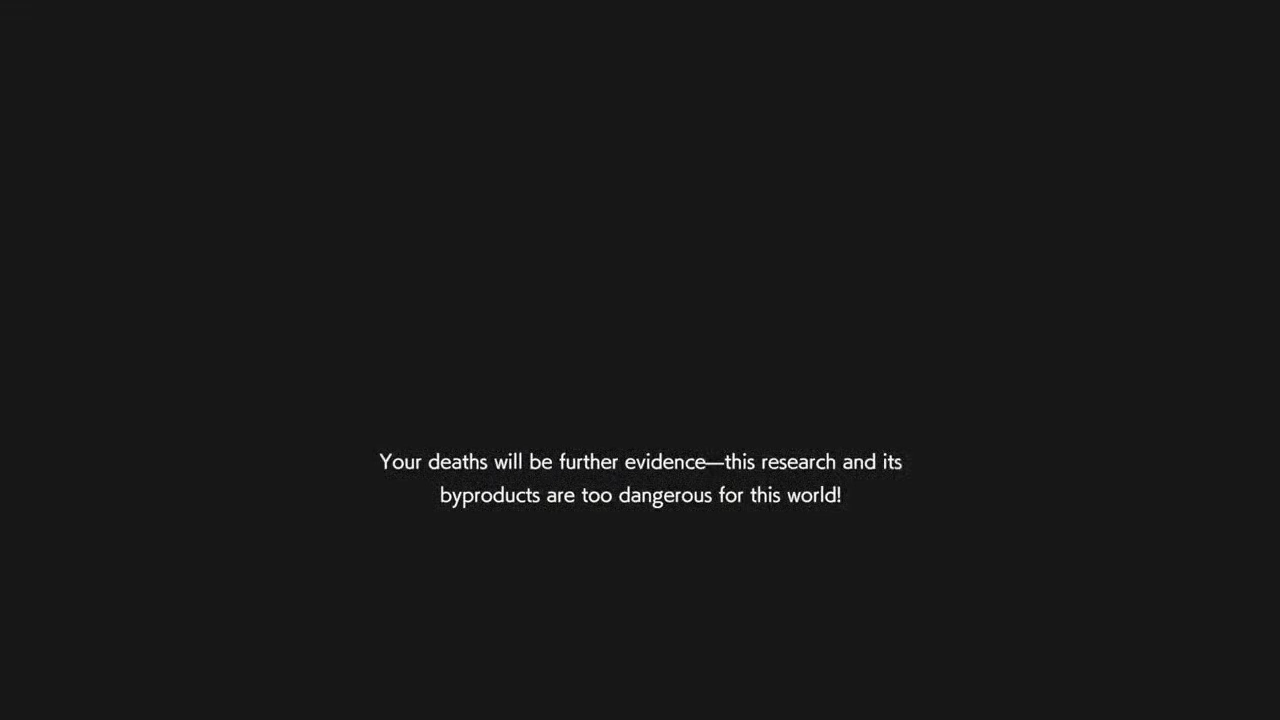 Your deaths will be further evidence—this research and its
byproducts are too dangerous for this world!